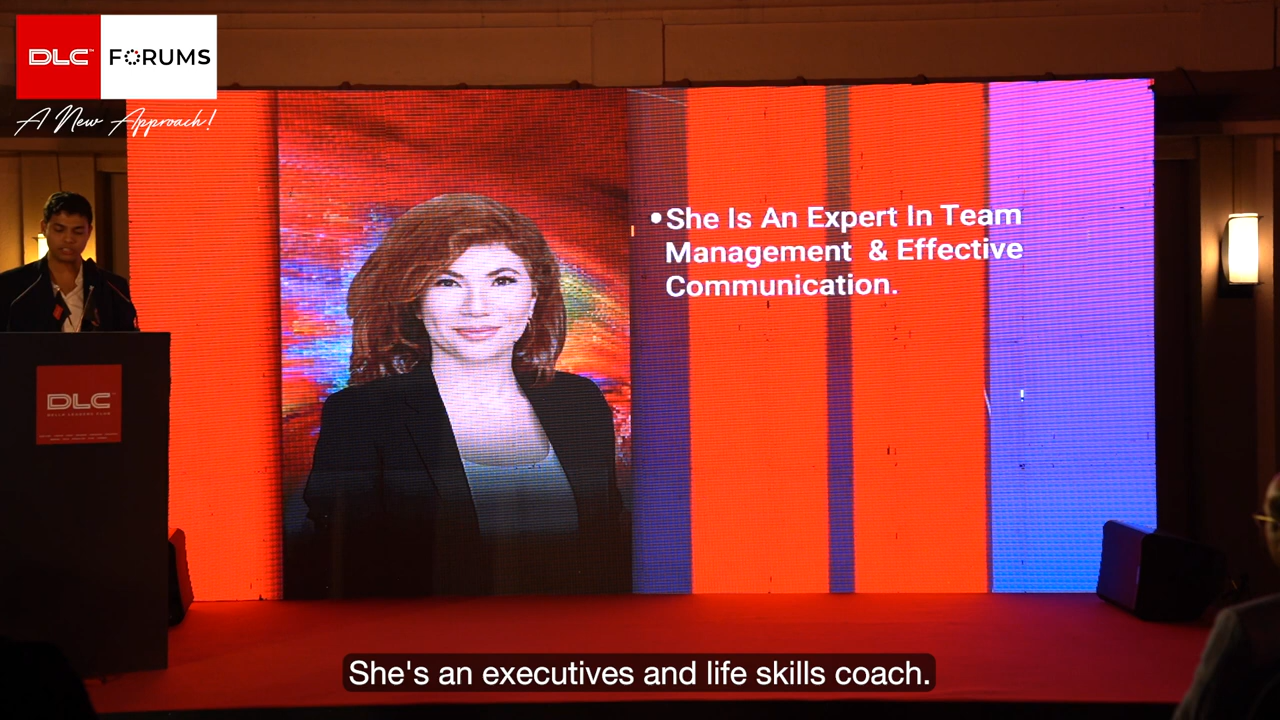 DLC™ FORUMS
A New Approach!
•She Is An Expert In Team
Management & Effective
Communication.
DLC
She's an executives and life skills coach.